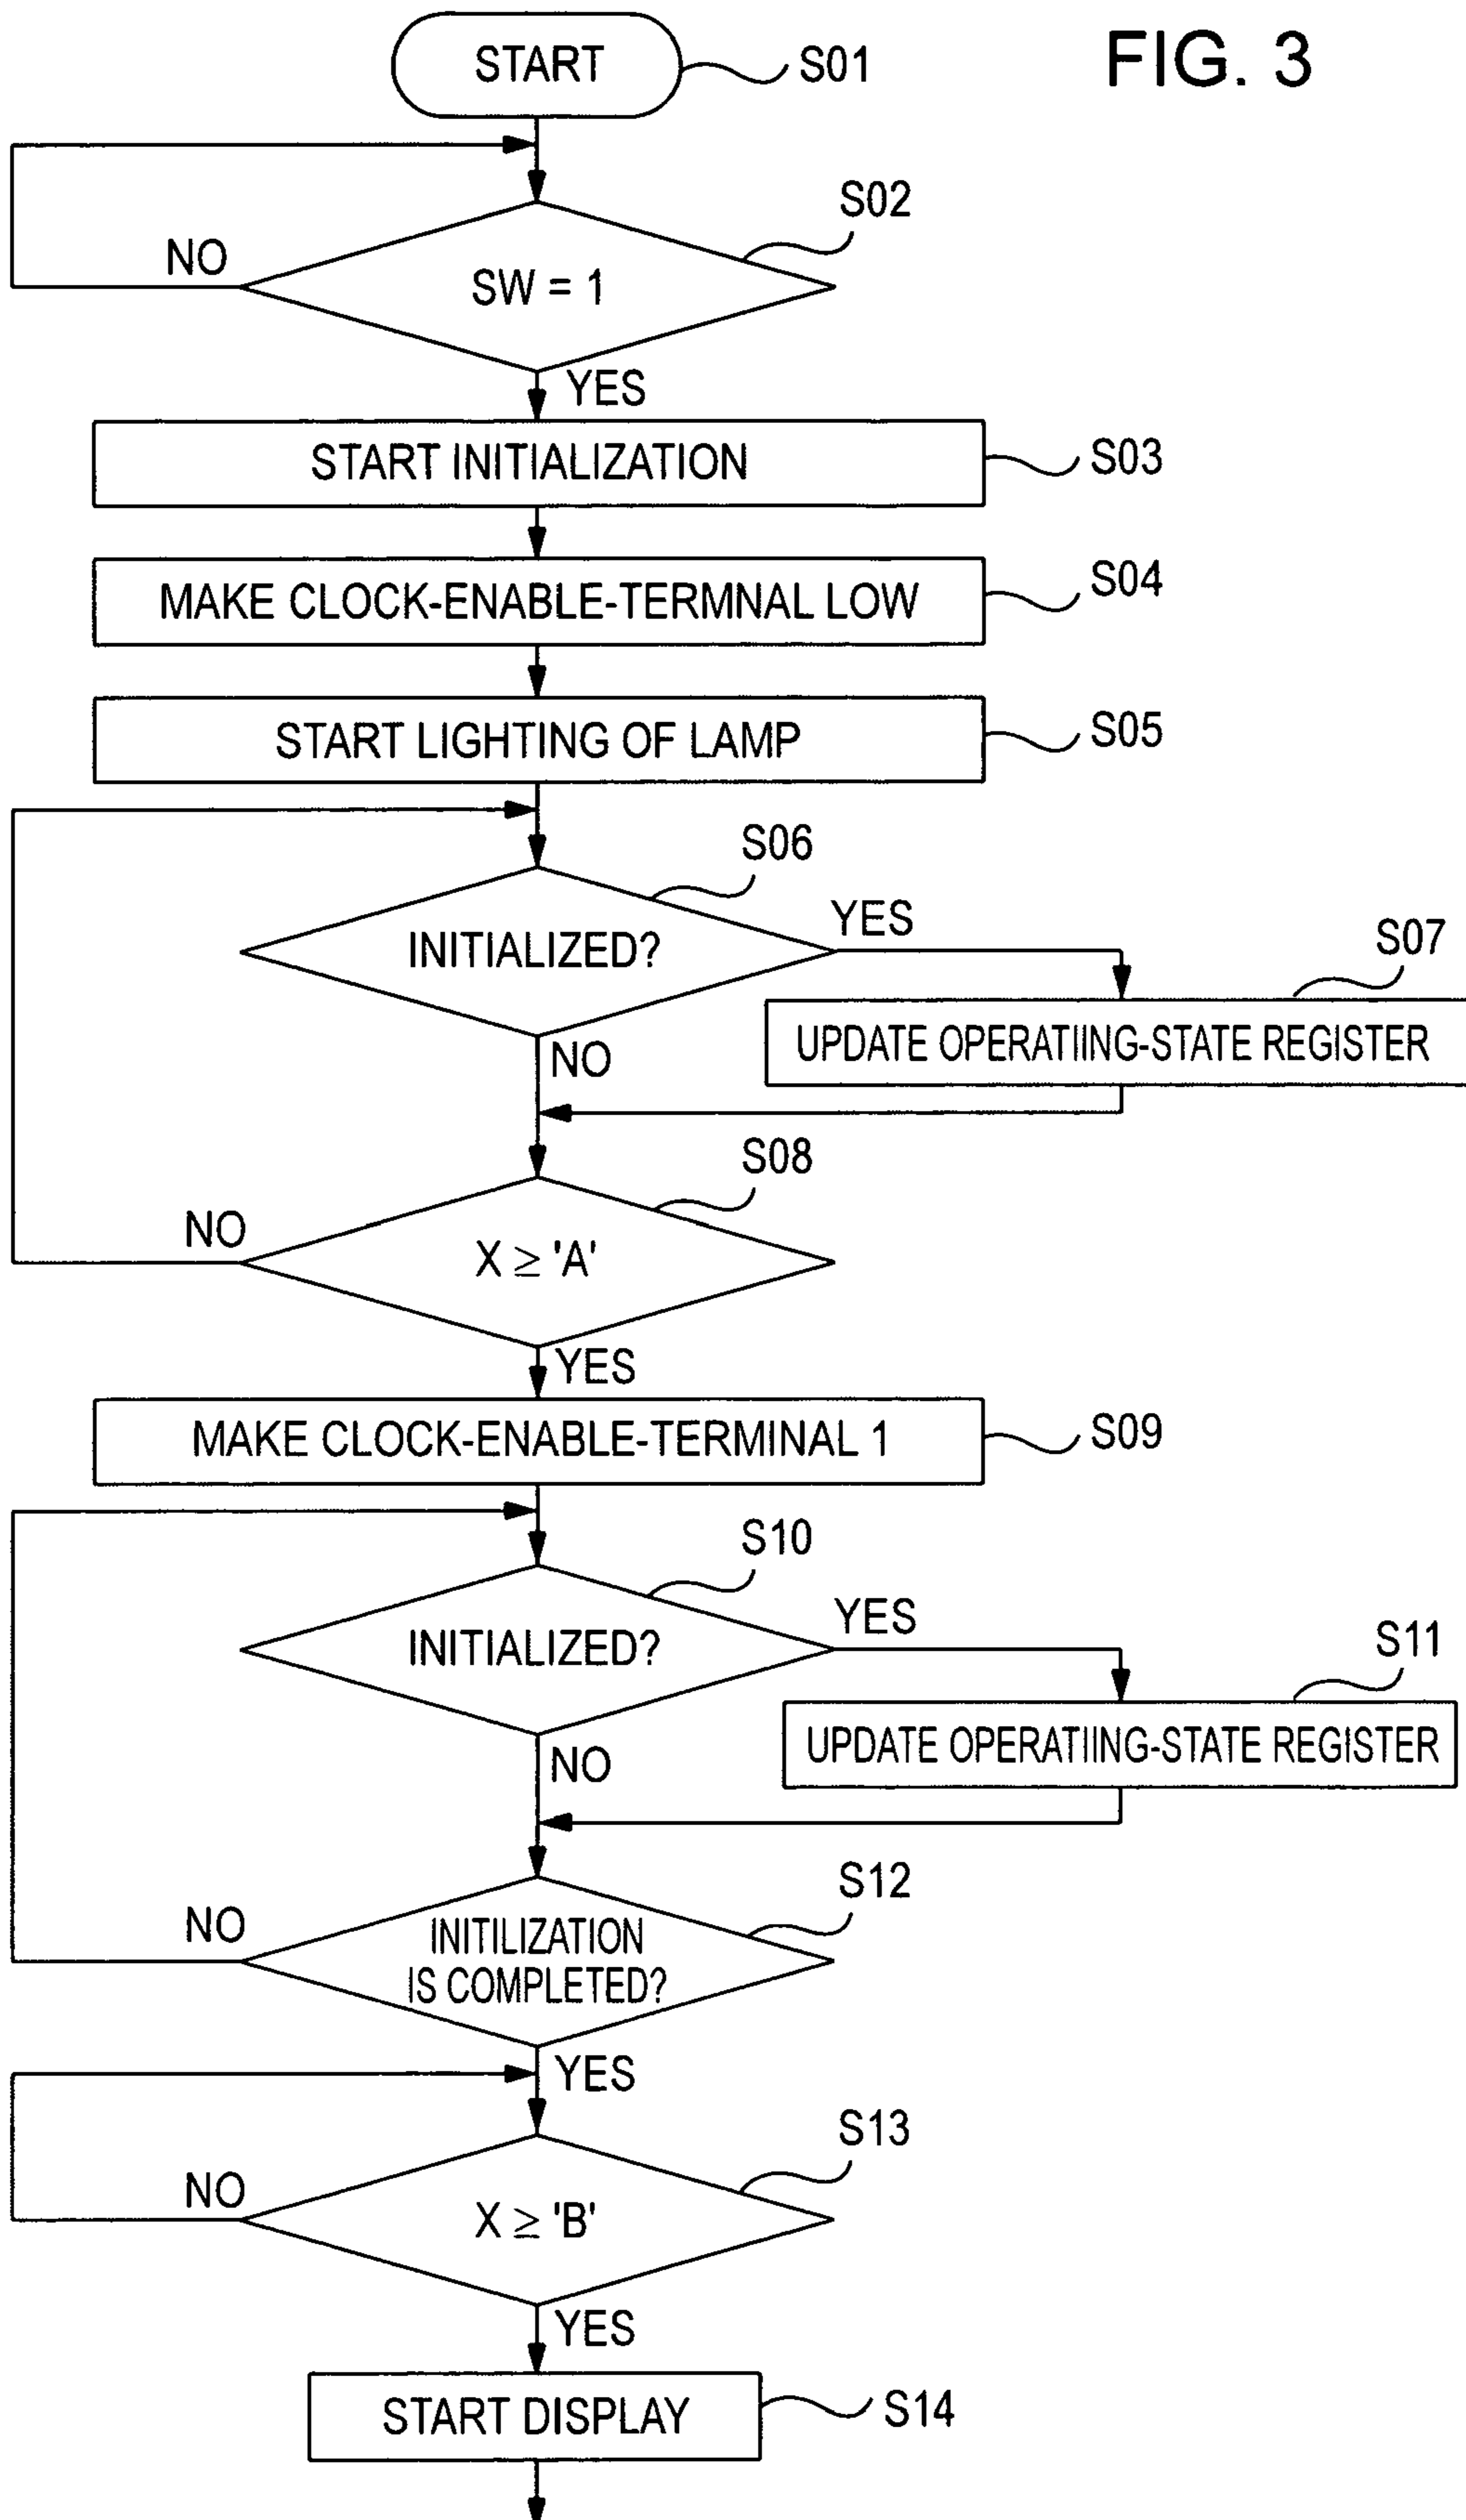 FIG. 3
START
S01
S02
NO
SW = 1
YES
START INITIALIZATION
S03
MAKE CLOCK-ENABLE-TERMNAL LOW
S04
START LIGHTING OF LAMP
S05
S06
INITIALIZED?
YES
S07
UPDATE OPERATIING-STATE REGISTER
NO
S08
NO
X ≧ 'A'
YES
MAKE CLOCK-ENABLE-TERMINAL 1
S09
S10
INITIALIZED?
YES
S11
UPDATE OPERATIING-STATE REGISTER
NO
S12
NO
INITILIZATION
IS COMPLETED?
YES
S13
NO
X ≧ 'B'
YES
START DISPLAY
S14